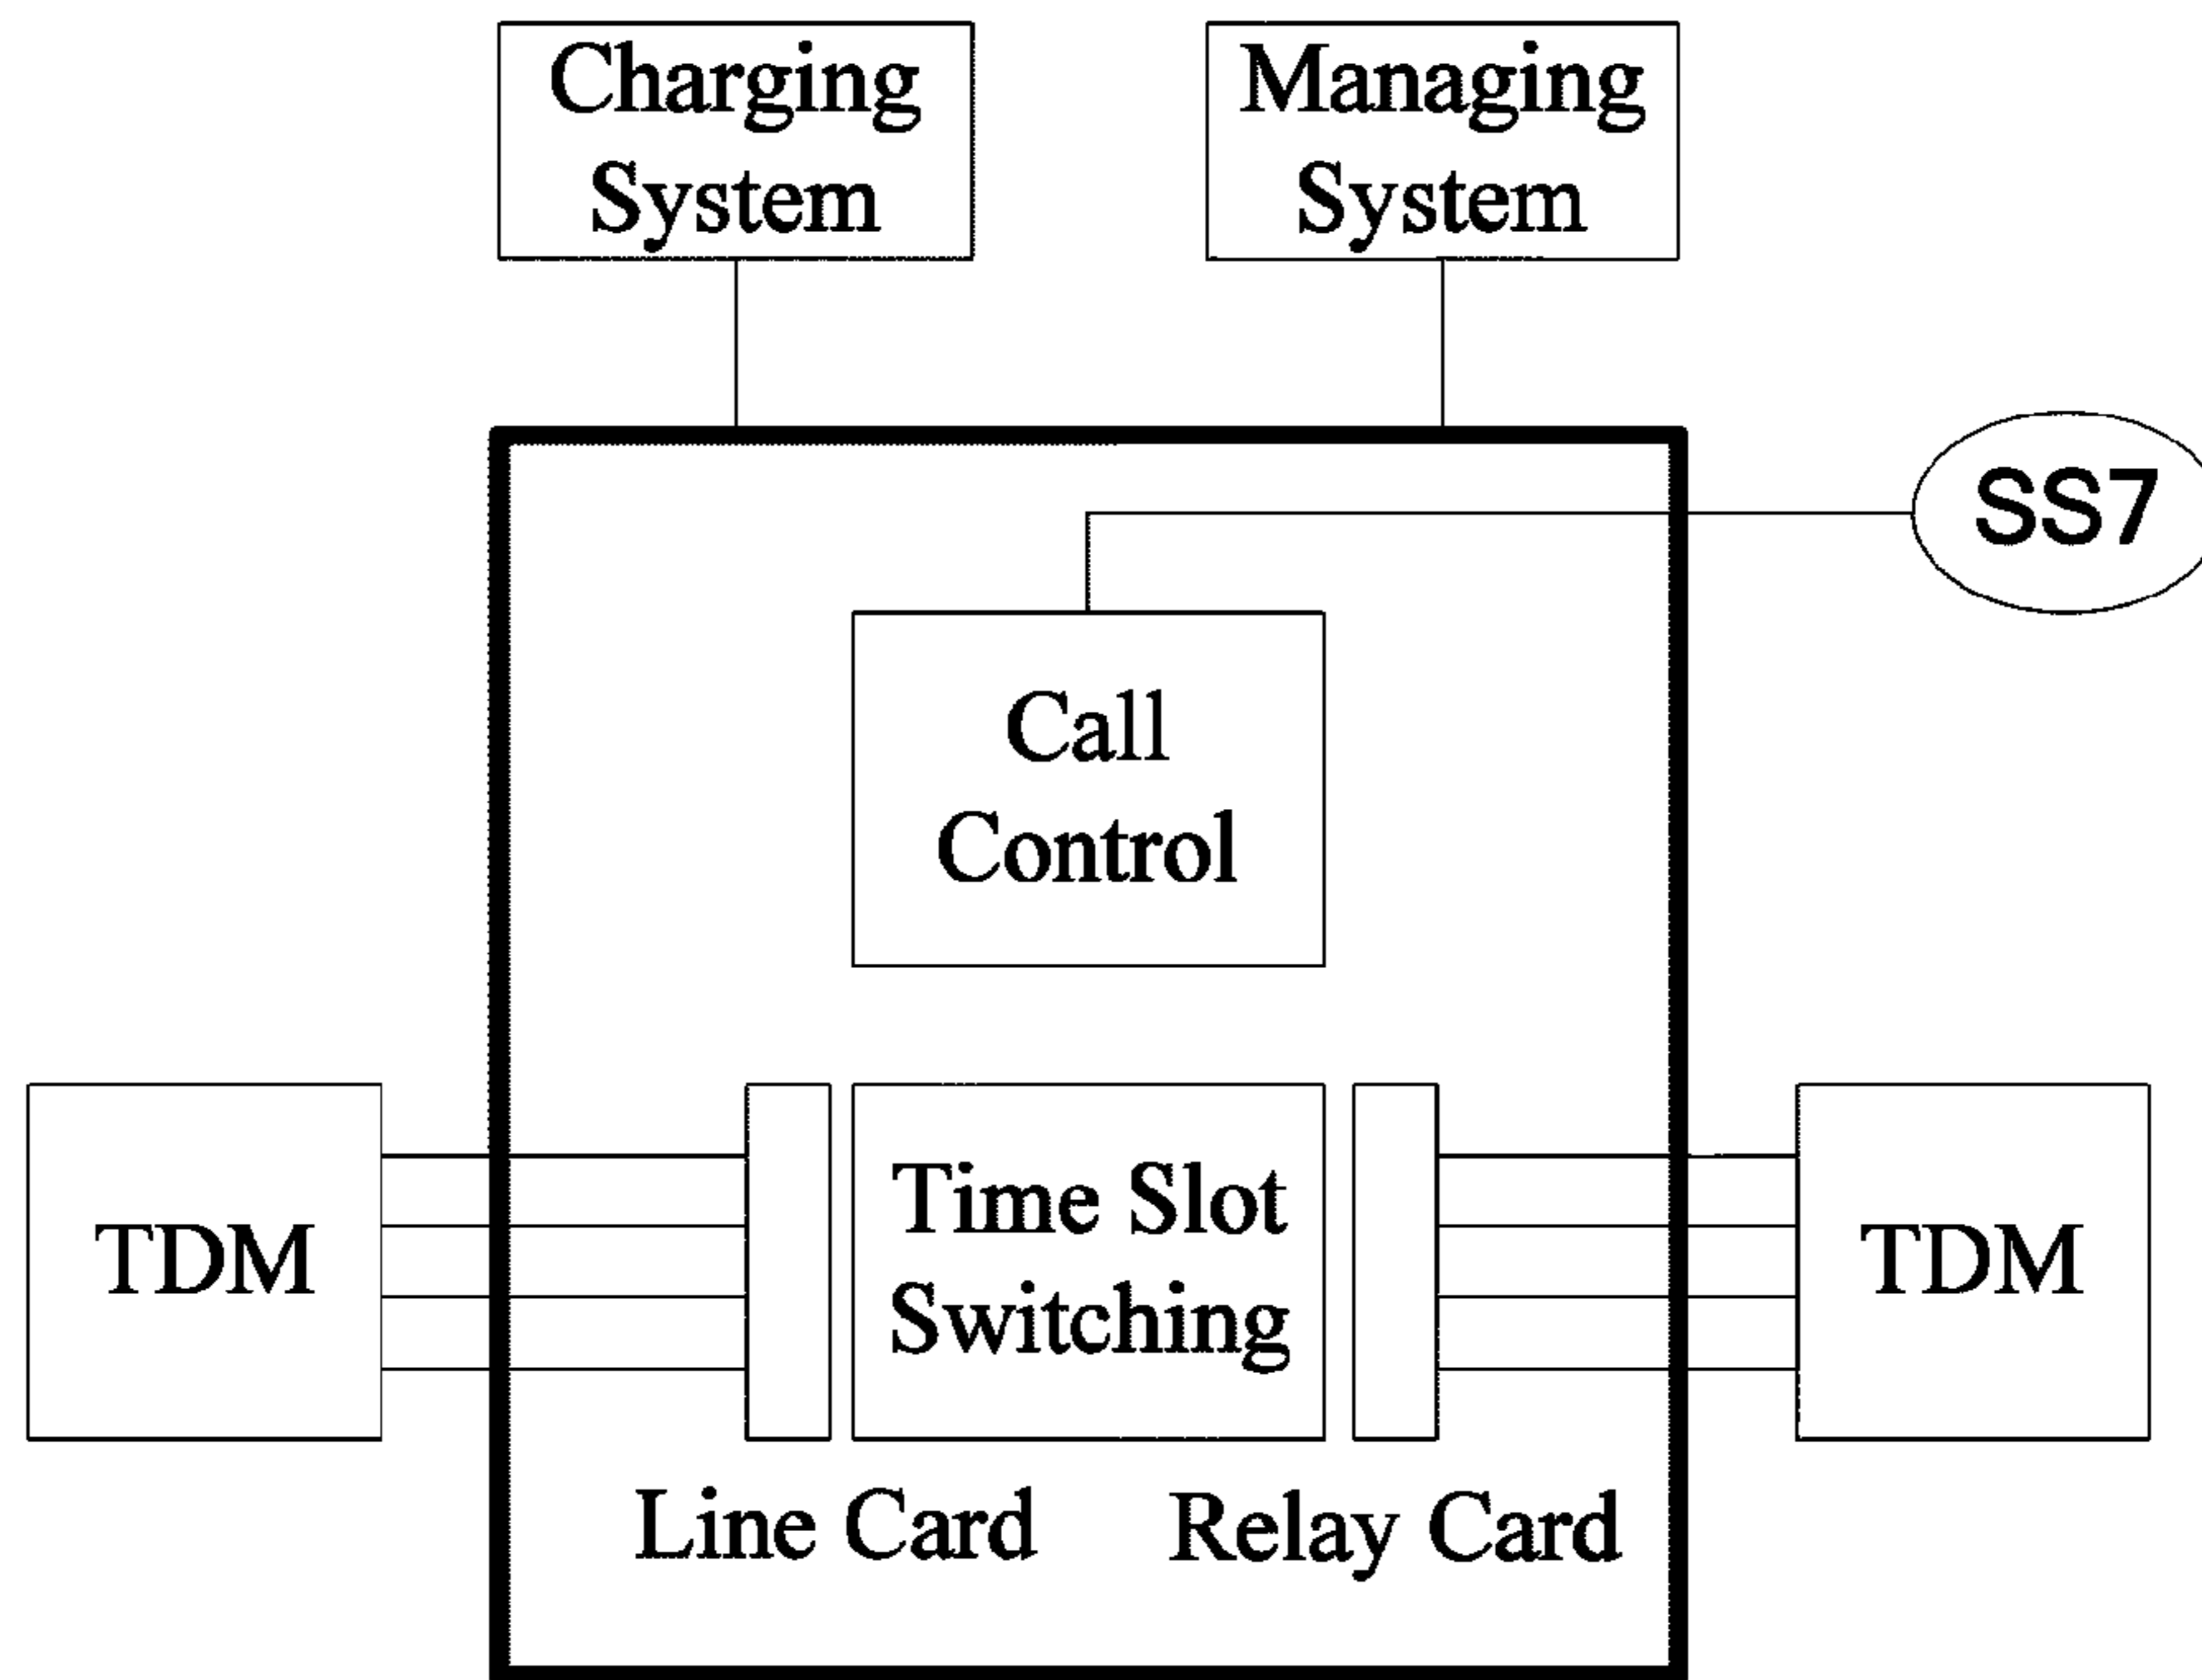 Charging
System
Managing
System
SS7
Call
Control
TDM
Time Slot
Switching
TDM
Line Card
Relay Card